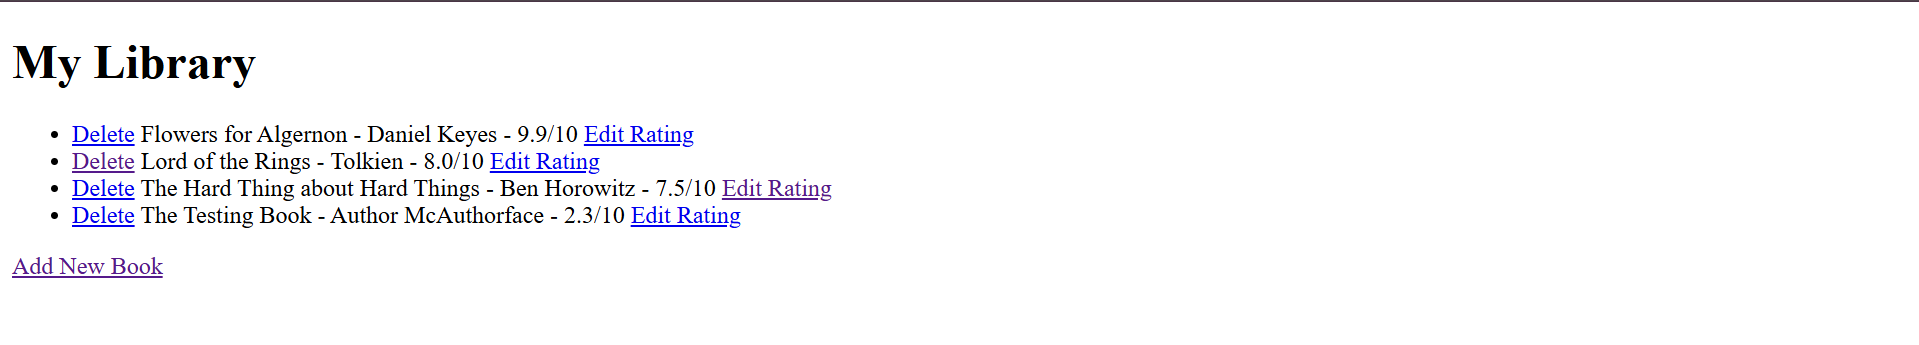 My Library
Delete Flowers for Algernon - Daniel Keyes - 9.9/10 Edit Rating
Delete Lord of the Rings - Tolkien - 8.0/10 Edit Rating
Delete The Hard Thing about Hard Things - Ben Horowitz - 7.5/10 Edit Rating
Delete The Testing Book - Author McAuthorface - 2.3/10 Edit Rating
Add New Book